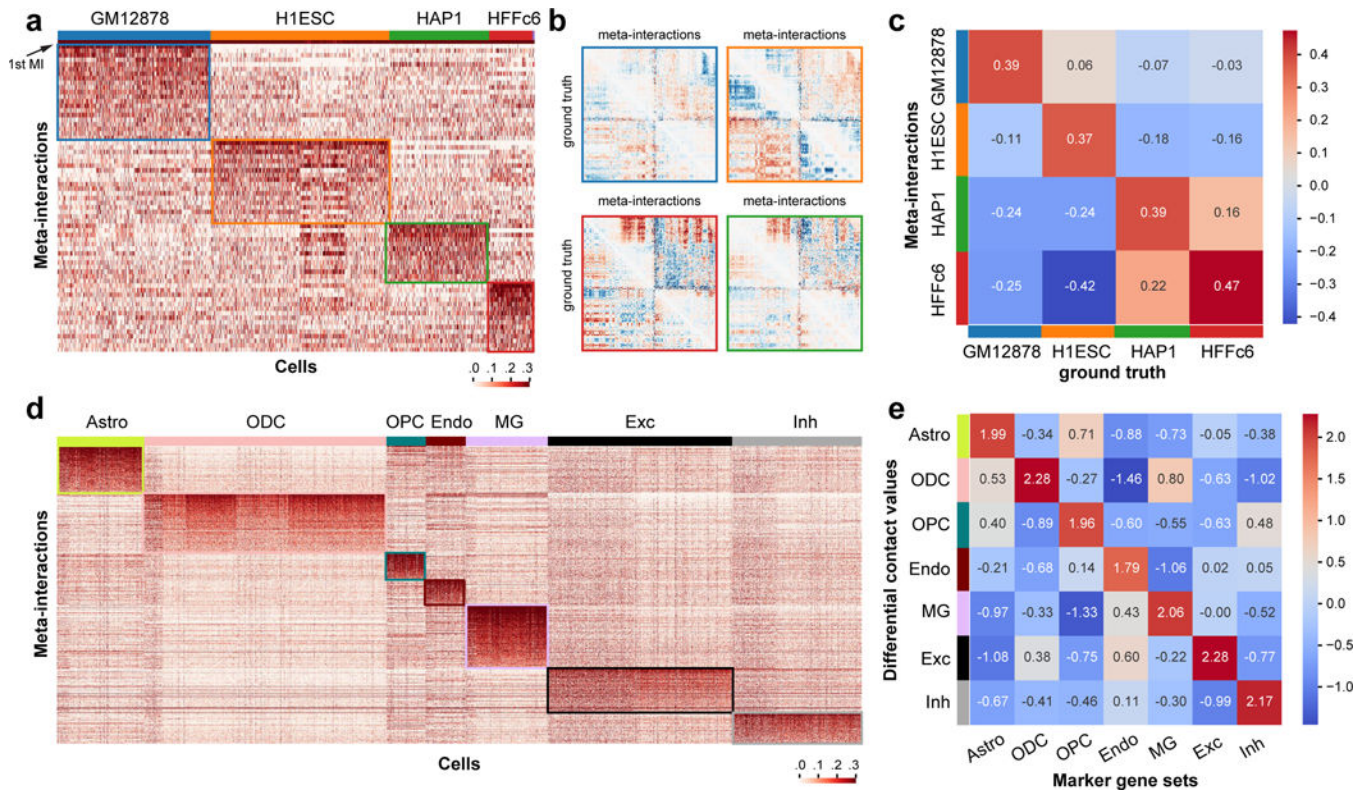 a
GM12878 H1ESC HAP1 HFFc6
1st MI
Meta-interactions
Cells
.0 .1 .2 .3
b
meta-interactions meta-interactions
ground truth
meta-interactions meta-interactions
ground truth
c
Meta-interactions
GM12878 0.39 0.06 -0.07 -0.03
H1ESC -0.11 0.37 -0.18 -0.16
HAP1 -0.24 -0.24 0.39 0.16
HFFc6 -0.25 -0.42 0.22 0.47
GM12878 H1ESC HAP1 HFFc6
ground truth
0.4
0.3
0.2
0.1
0.0
-0.1
-0.2
-0.3
-0.4
d
Astro ODC OPC Endo MG Exc Inh
Meta-interactions
Cells
.0 .1 .2 .3
e
Differential contact values
Astro 1.99 -0.34 0.71 -0.88 -0.73 -0.05 -0.38
ODC 0.53 2.28 -0.27 -1.46 0.80 -0.63 -1.02
OPC 0.40 -0.89 1.96 -0.60 -0.55 -0.63 0.48
Endo -0.21 -0.68 0.14 1.79 -1.06 0.02 0.05
MG -0.97 -0.33 -1.33 0.43 2.06 -0.00 -0.52
Exc -1.08 0.38 -0.75 0.60 -0.22 2.28 -0.77
Inh -0.67 -0.41 -0.46 0.11 -0.30 -0.99 2.17
Astro ODC OPC Endo MG Exc Inh
Marker gene sets
2.0
1.5
1.0
0.5
0.0
-0.5
-1.0